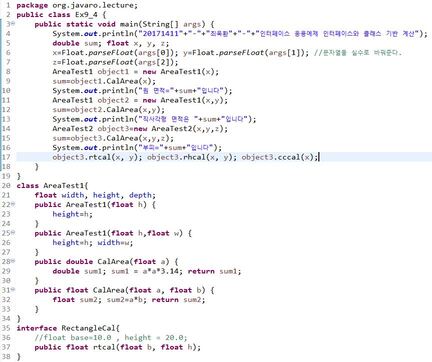 1 package org.javaro.lecture;
2 public class Ex9_4 {
3 public static void main(String[] args) {
4 System.out.println("20171411"+"-"+"최옥환"+"-"+"인터페이스 응용예제 인터페이스와 클래스 기반 계산");
5 double sum; float x, y, z;
6 x=Float.parseFloat(args[0]); y=Float.parseFloat(args[1]); //문자열을 실수로 바꿔준다.
7 z=Float.parseFloat(args[2]);
8 AreaTest1 object1 = new AreaTest1(x);
9 sum=object1.CalArea(x);
10 System.out.println("원 면적="+sum+"입니다");
11 AreaTest1 object2 = new AreaTest1(x,y);
12 sum=object2.CalArea(x,y);
13 System.out.println("직사각형 면적은 "+sum+"입니다");
14 AreaTest2 object3=new AreaTest2(x,y,z);
15 sum=object3.CalArea(x,y,z);
16 System.out.println("부피="+sum+"입니다");
17 object3.rtcal(x, y); object3.rhcal(x, y); object3.cccal(x);
18 }
19 }
20 class AreaTest1{
21 float width, height, depth;
22 public AreaTest1(float h) {
23 height=h;
24 }
25 public AreaTest1(float h,float w) {
26 height=h; width=w;
27 }
28 public double CalArea(float a) {
29 double sum1; sum1 = a*a*3.14; return sum1;
30 }
31 public float CalArea(float a, float b) {
32 float sum2; sum2=a*b; return sum2;
33 }
34 }
35 interface RectangleCal{
36 //float base=10.0 , height = 20.0;
37 public float rtcal(float b, float h);
38 }